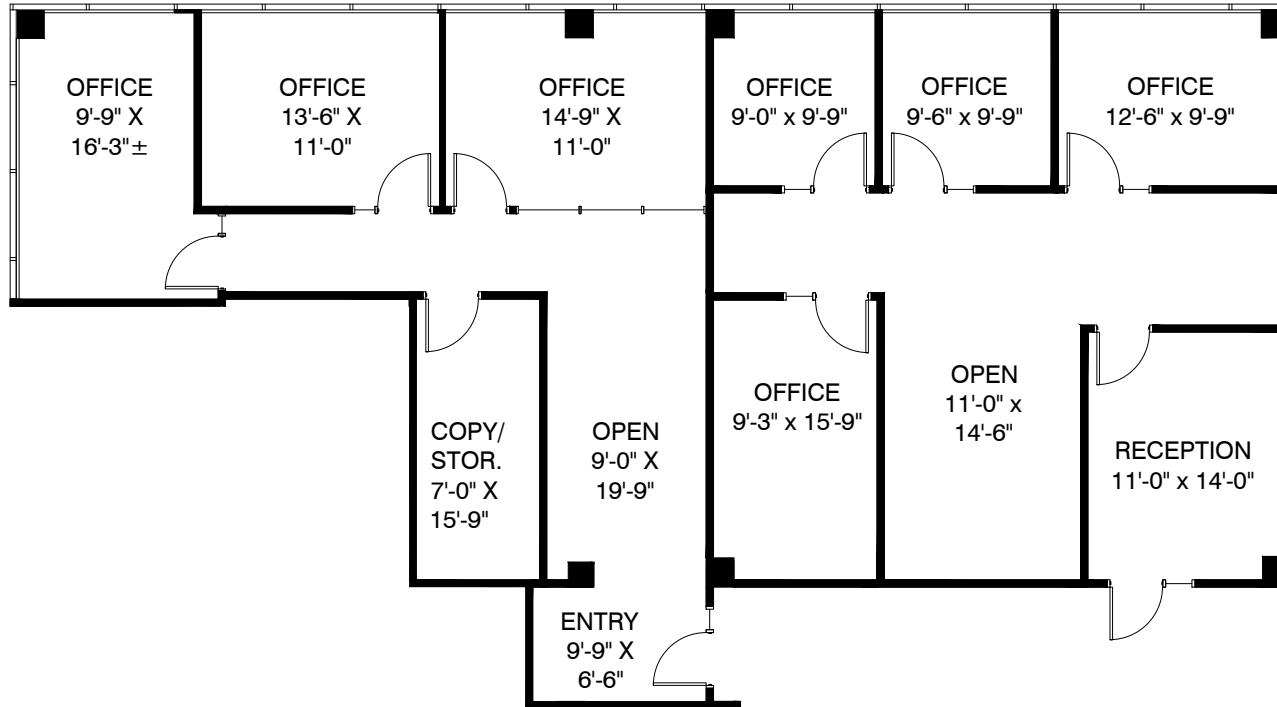 OFFICE
9'-9" X
16'-3"±
OFFICE
13'-6" X
11'-0"
OFFICE
14'-9" X
11'-0"
OFFICE
9'-0" x 9'-9"
OFFICE
9'-6" x 9'-9"
OFFICE
12'-6" x 9'-9"
COPY/
STOR.
7'-0" X
15'-9"
OPEN
9'-0" X
19'-9"
OFFICE
9'-3" x 15'-9"
OPEN
11'-0" x
14'-6"
RECEPTION
11'-0" x 14'-0"
ENTRY
9'-9" X
6'-6"